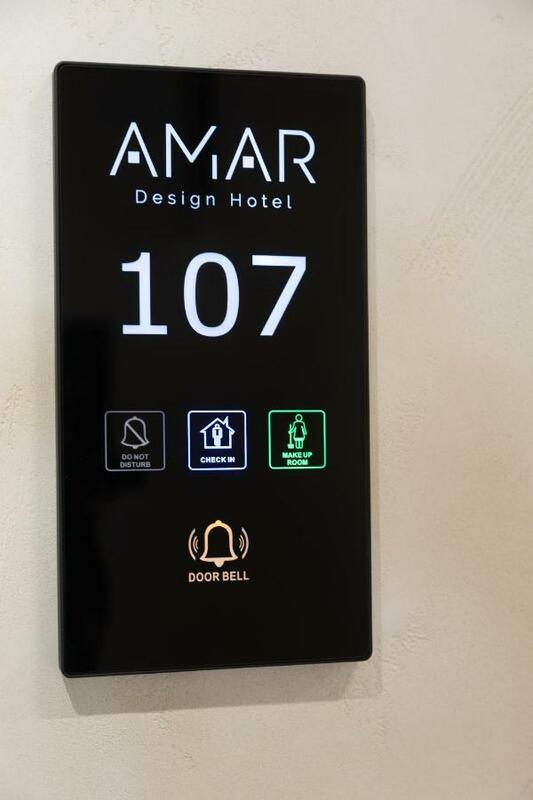 AMAR
Design Hotel
107
DO NOT
DISTURB
CHECK IN
MAKE UP
ROOM
DOOR BELL